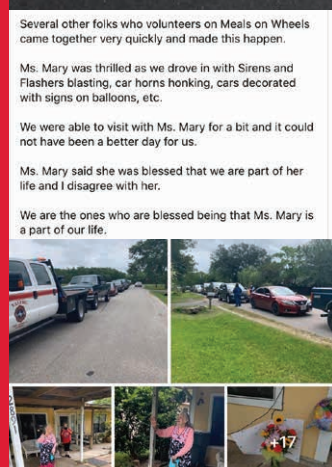 Several other folks who volunteers on Meals on Wheels
came together very quickly and made this happen.
Ms. Mary was thrilled as we drove in with Sirens and
Flashers blasting, car horns honking, cars decorated
with signs on balloons, etc.
We were able to visit with Ms. Mary for a bit and it could
not have been a better day for us.
Ms. Mary said she was blessed that we are part of her
life and I disagree with her.
We are the ones who are blessed being that Ms. Mary is
a part of our life.
+17